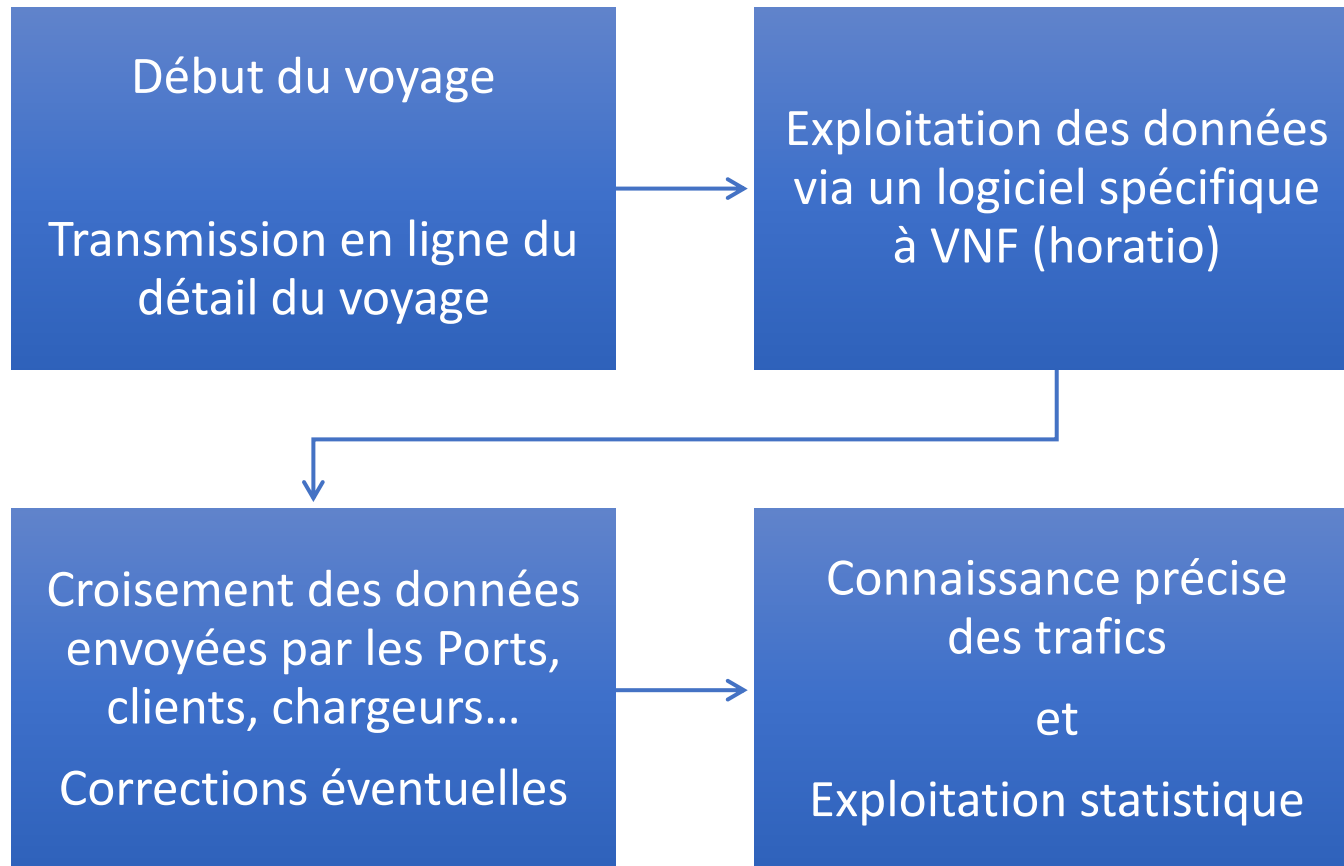 Début du voyage
Transmission en ligne du
détail du voyage
Exploitation des données
via un logiciel spécifique
à VNF (horatio)
Croisement des données
envoyées par les Ports,
clients, chargeurs…
Corrections éventuelles
Connaissance précise
des trafics
et
Exploitation statistique